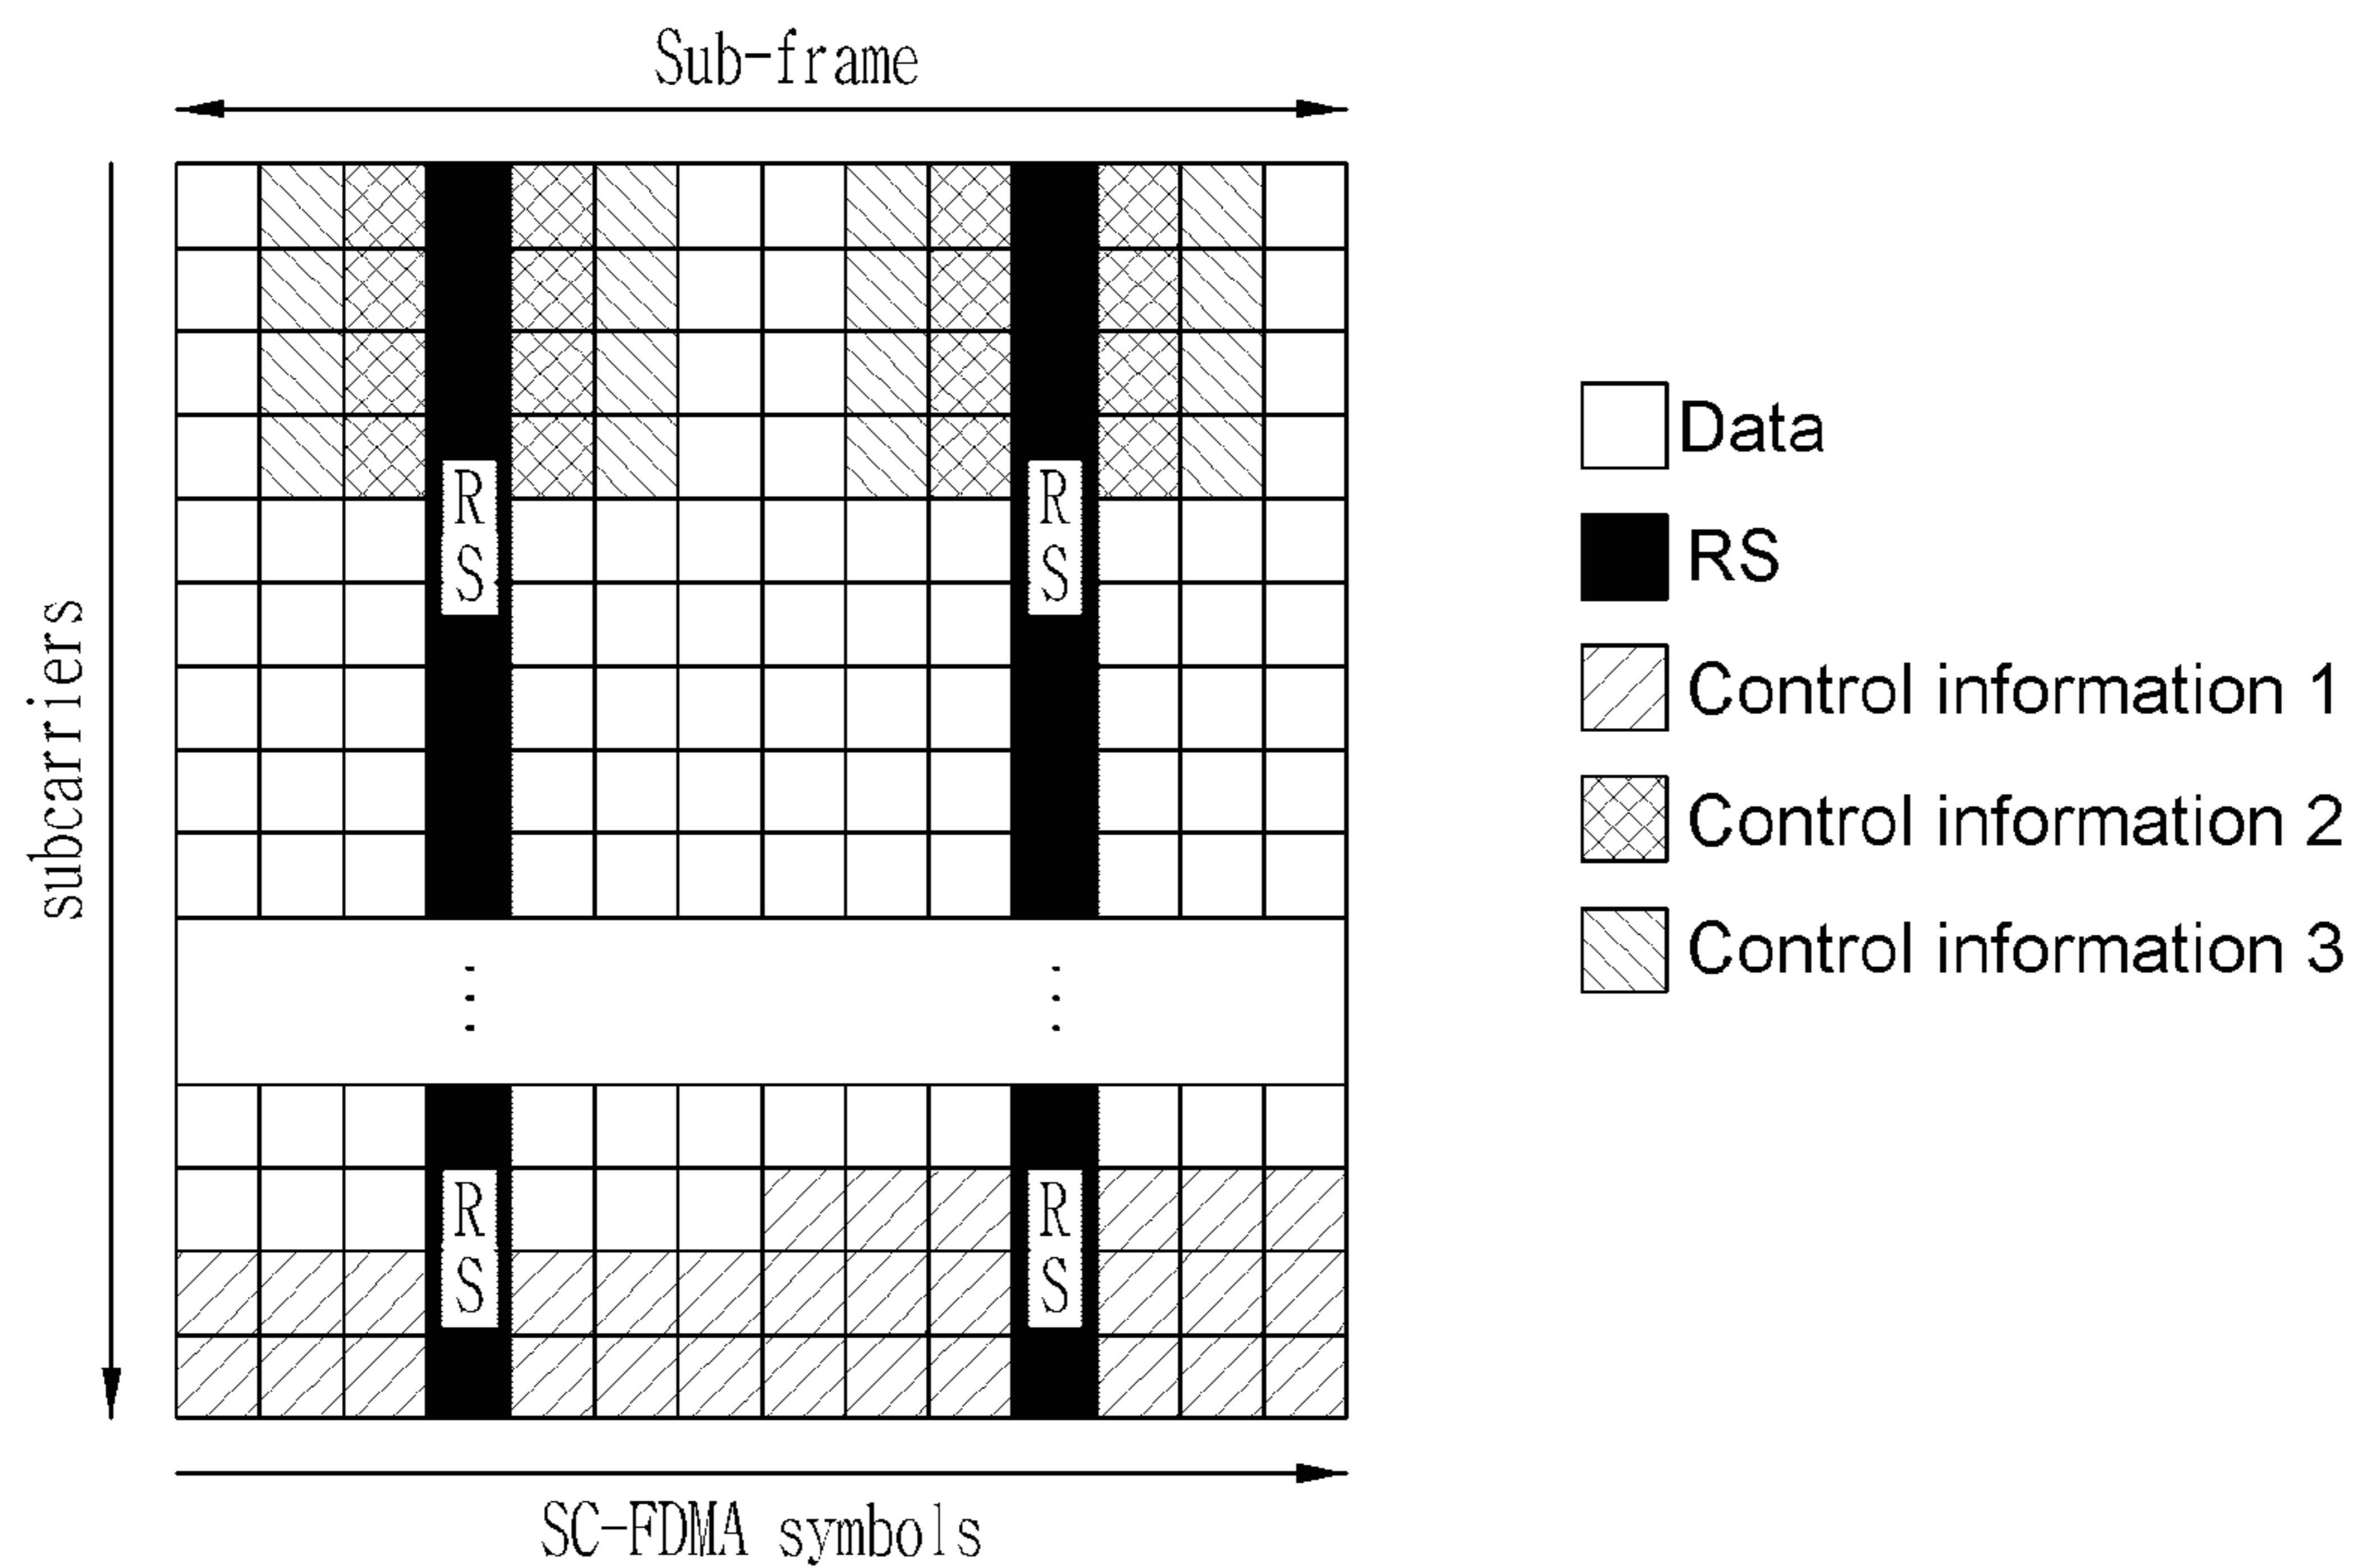 Sub-frame
subcarriers
R
S
R
S
R
S
R
S
SC-FDMA symbols
Data
RS
Control information 1
Control information 2
Control information 3